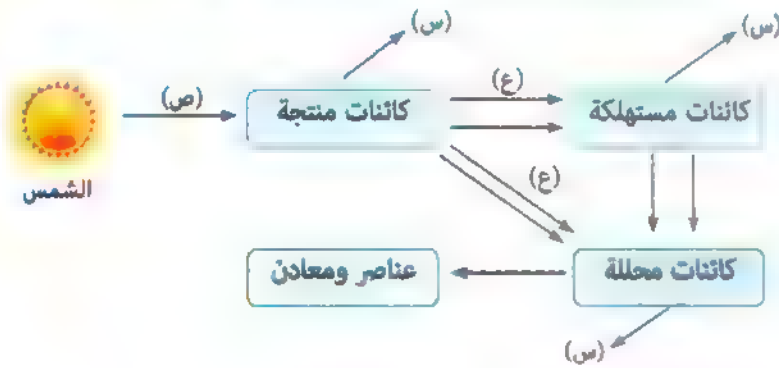 (س)
(س)
(ص)
كائنات منتجة
(ع)
كائنات مستهلكة
الشمس
(ع)
عناصر ومعادن
كائنات محللة
(س)